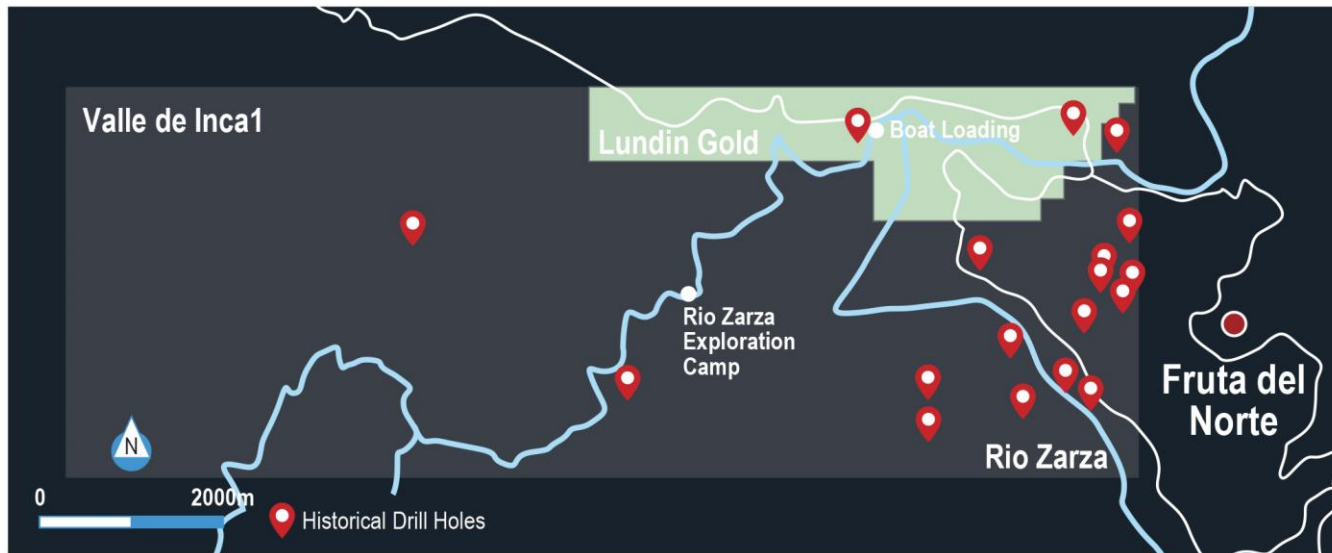 Valle de Inca1
Lundin Gold
Boat Loading
Rio Zarza
Exploration
Camp
Fruta del
Norte
Rio Zarza
N
0 2000m
Historical Drill Holes